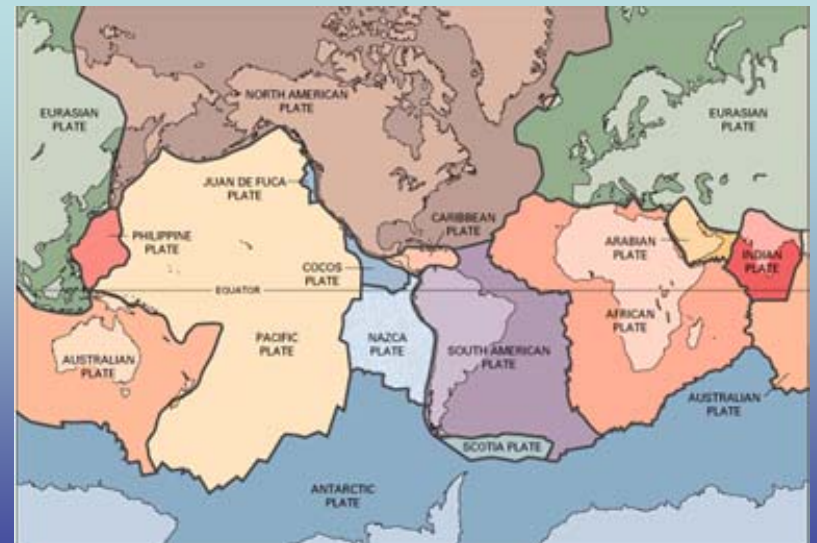 NORTH AMERICAN
PLATE
EURASIAN
PLATE
EURASIAN
PLATE
JUAN DE FUCA
PLATE
CARIBBEAN
PLATE
PHILIPPINE
PLATE
ARABIAN
PLATE
INDIAN
PLATE
COCOS
PLATE
EQUATOR
AFRICAN
PLATE
PACIFIC
PLATE
NAZCA
PLATE
SOUTH AMERICAN
PLATE
AUSTRALIAN
PLATE
AUSTRALIAN
PLATE
SCOTIA PLATE
ANTARCTIC
PLATE